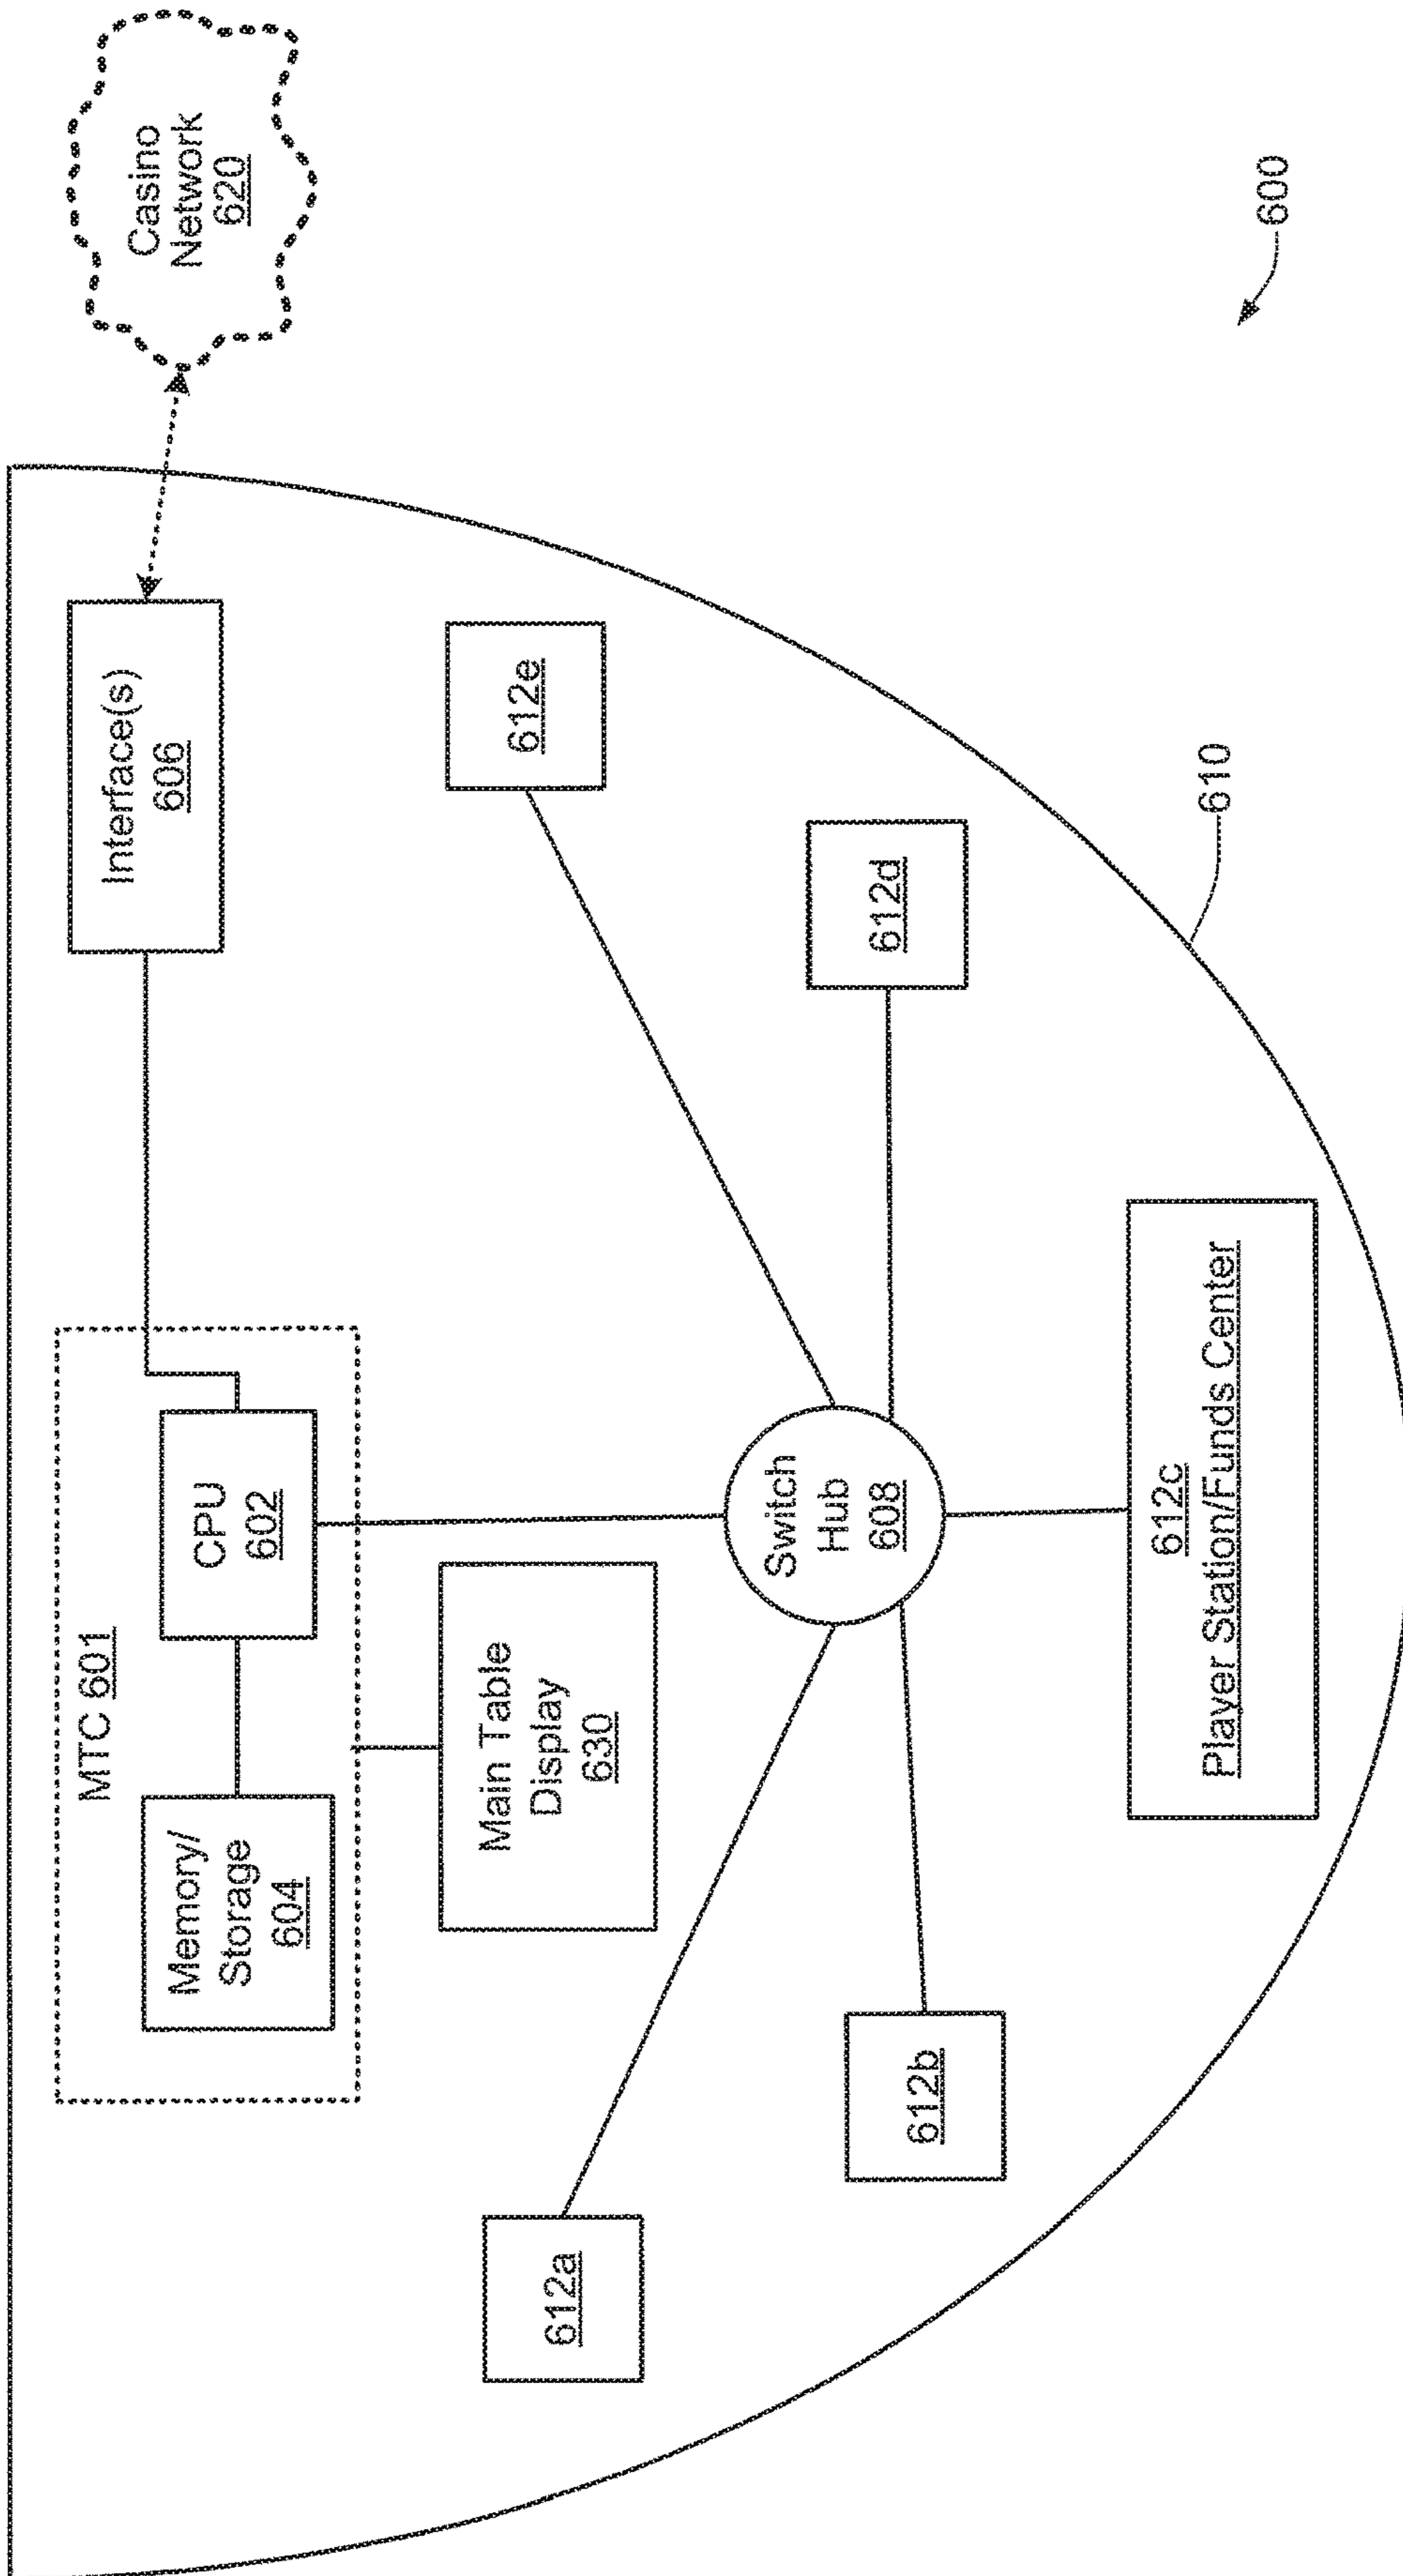 MTC 601
Memory/
Storage
604
CPU
602
Interface(s)
606
Casino
Network
620
Main Table
Display
630
Switch
Hub
608
612a
612b
612c
Player Station/Funds Center
612d
612e
610
600